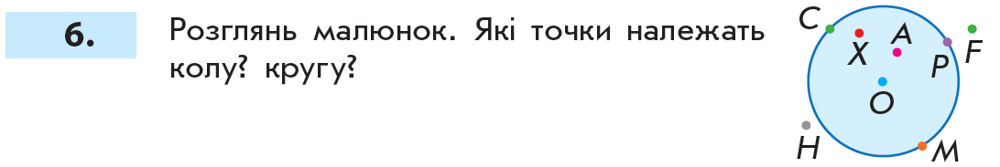 6.
Розглянь малюнок. Які точки належать
колу? кругу?
C
X
A
P
F
O
H
M